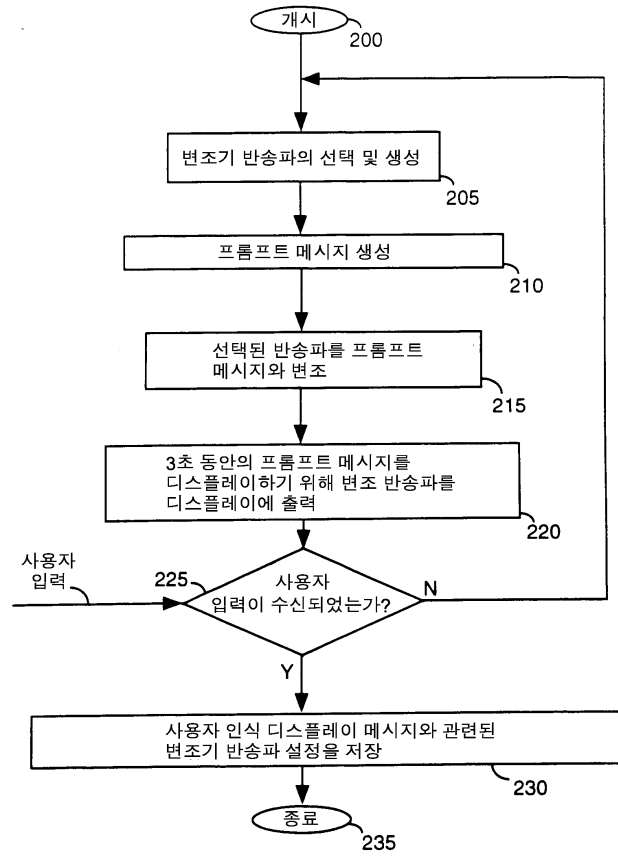 개시
200
변조기 반송파의 선택 및 생성
205
프롬프트 메시지 생성
210
선택된 반송파를 프롬프트
메시지와 변조
215
3초 동안의 프롬프트 메시지를
디스플레이하기 위해 변조 반송파를
디스플레이에 출력
220
사용자
입력
225
사용자
입력이 수신되었는가?
N
Y
사용자 인식 디스플레이 메시지와 관련된
변조기 반송파 설정을 저장
230
종료
235